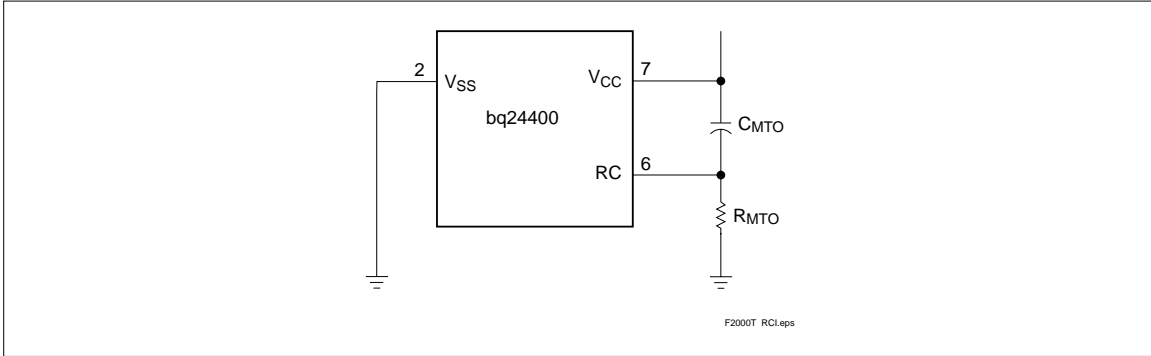 2
VSS
VCC
7
bq24400
CMTO
RC
6
RMTO
F2000T RCI.eps